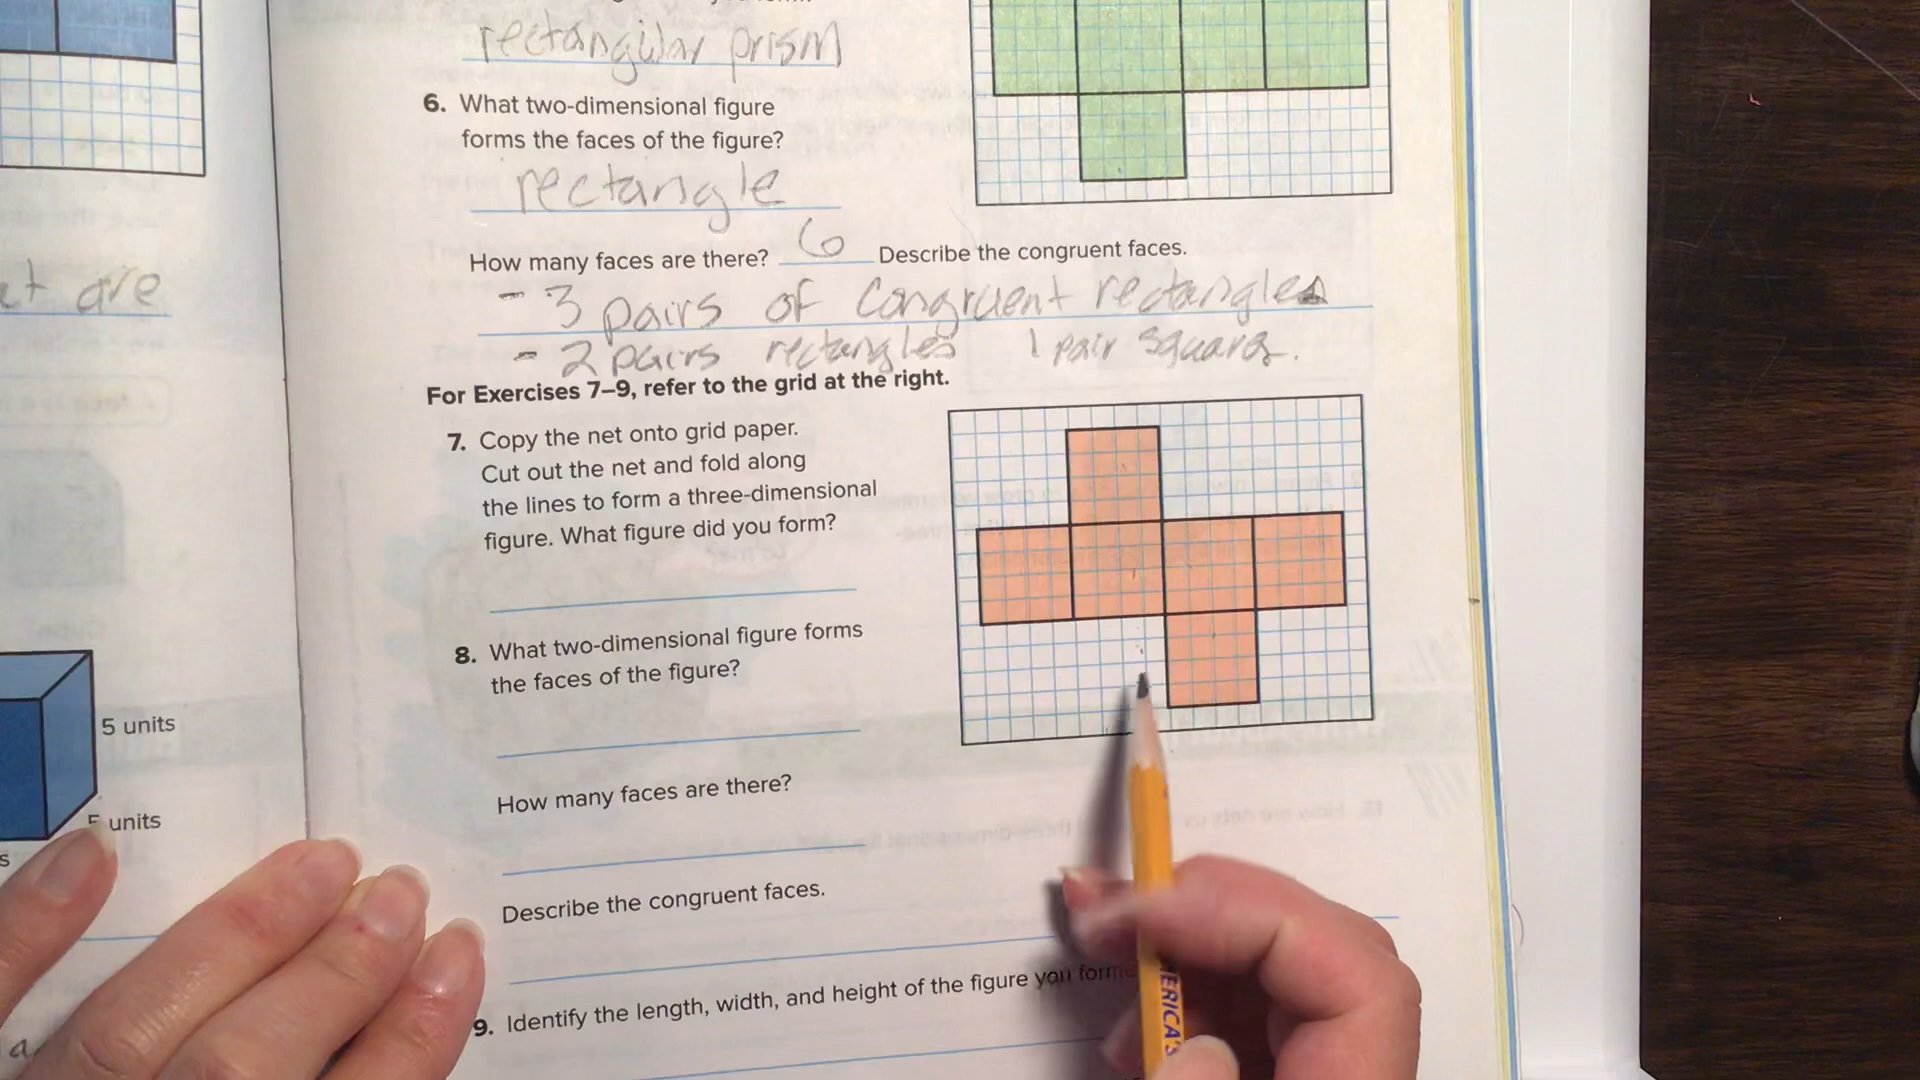 rectangular prism
6. What two-dimensional figure
forms the faces of the figure?
rectangle
How many faces are there? 6 Describe the congruent faces.
- 3 pairs of congruent rectangles
- 2 pairs rectangles 1 pair squares.
For Exercises 7–9, refer to the grid at the right.
7. Copy the net onto grid paper.
Cut out the net and fold along
the lines to form a three-dimensional
figure. What figure did you form?
8. What two-dimensional figure forms
the faces of the figure?
How many faces are there?
Describe the congruent faces.
9. Identify the length, width, and height of the figure you
are
5 units
units
ERICA'S